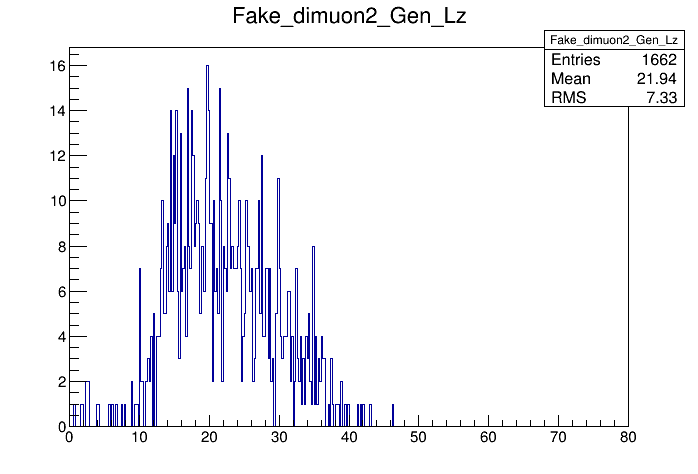 Fake_dimuon2_Gen_Lz
Fake_dimuon2_Gen_Lz
Entries 1662
Mean 21.94
RMS 7.33
16
14
12
10
8
6
4
2
0
0 10 20 30 40 50 60 70 80